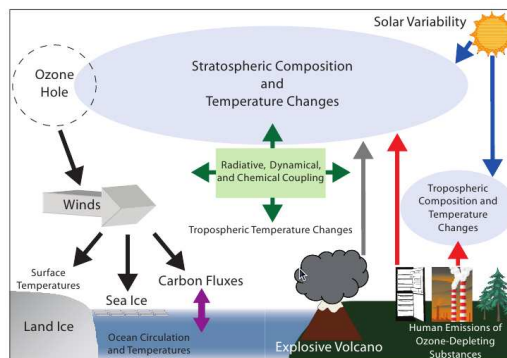 Solar Variability
Ozone
Hole
Stratospheric Composition
and
Temperature Changes
Radiative, Dynamical,
and Chemical Coupling
Tropospheric Temperature Changes
Tropospheric
Composition and
Temperature
Changes
Winds
Surface
Temperatures
Sea Ice
Carbon Fluxes
Land Ice
Ocean Circulation
and Temperatures
Explosive Volcano
Human Emissions of
Ozone-Depleting
Substances